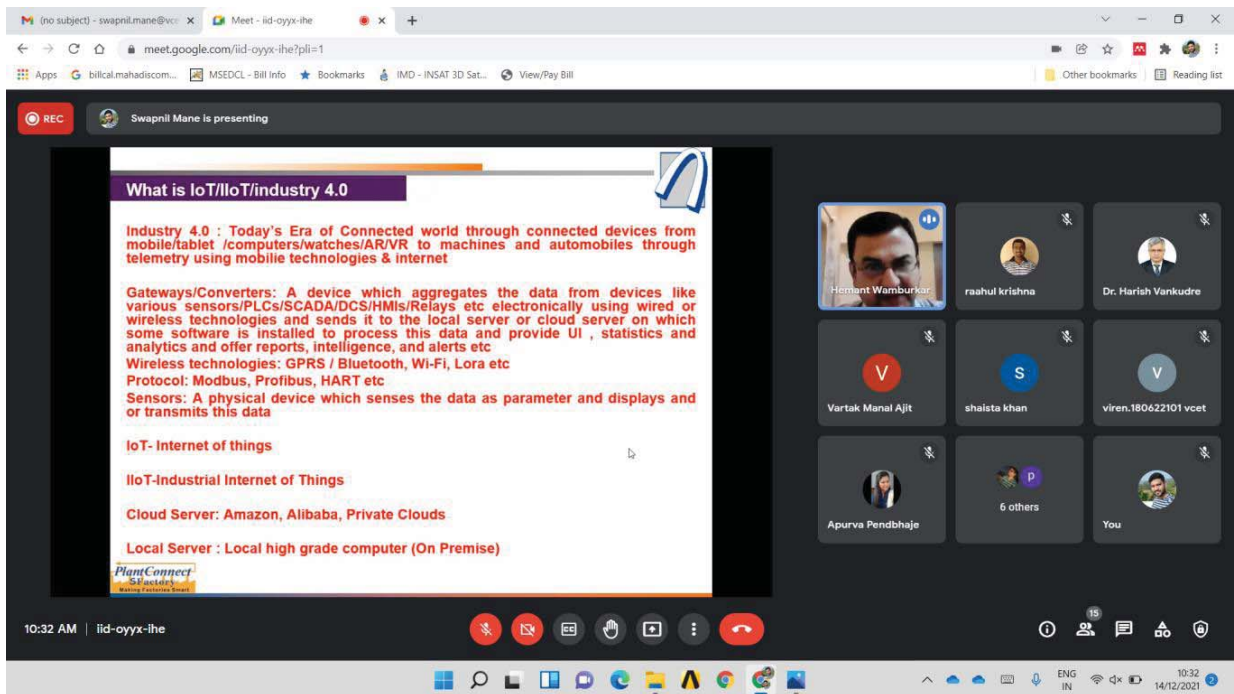 (no subject) - swapnil.mane@vce
Meet - iid-oyyx-ihe
meet.google.com/iid-oyyx-ihe?pli=1
Apps
billcal.mahadiscom...
MSEDCL - Bill Info
Bookmarks
IMD - INSAT 3D Sat...
View/Pay Bill
Other bookmarks
Reading list
REC
Swapnil Mane is presenting
What is IoT/IIoT/industry 4.0
Industry 4.0 : Today's Era of Connected world through connected devices from
mobile/tablet /computers/watches/AR/VR to machines and automobiles through
telemetry using mobilie technologies & internet
Gateways/Converters: A device which aggregates the data from devices like
various sensors/PLCs/SCADA/DCS/HMIs/Relays etc electronically using wired or
wireless technologies and sends it to the local server or cloud server on which
some software is installed to process this data and provide UI , statistics and
analytics and offer reports, intelligence, and alerts etc
Wireless technologies: GPRS / Bluetooth, Wi-Fi, Lora etc
Protocol: Modbus, Profibus, HART etc
Sensors: A physical device which senses the data as parameter and displays and
or transmits this data
IoT- Internet of things
IIoT-Industrial Internet of Things
Cloud Server: Amazon, Alibaba, Private Clouds
Local Server : Local high grade computer (On Premise)
PlantConnect
SFactory
Making Factories Smart
Hemant Wamburkar
raahul krishna
Dr. Harish Vankudre
V
Vartak Manal Ajit
S
shaista khan
V
viren.180622101 vcet
Apurva Pendbhaje
P
6 others
You
10:32 AM | iid-oyyx-ihe
CC
15
ENG
IN
10:32
14/12/2021
2